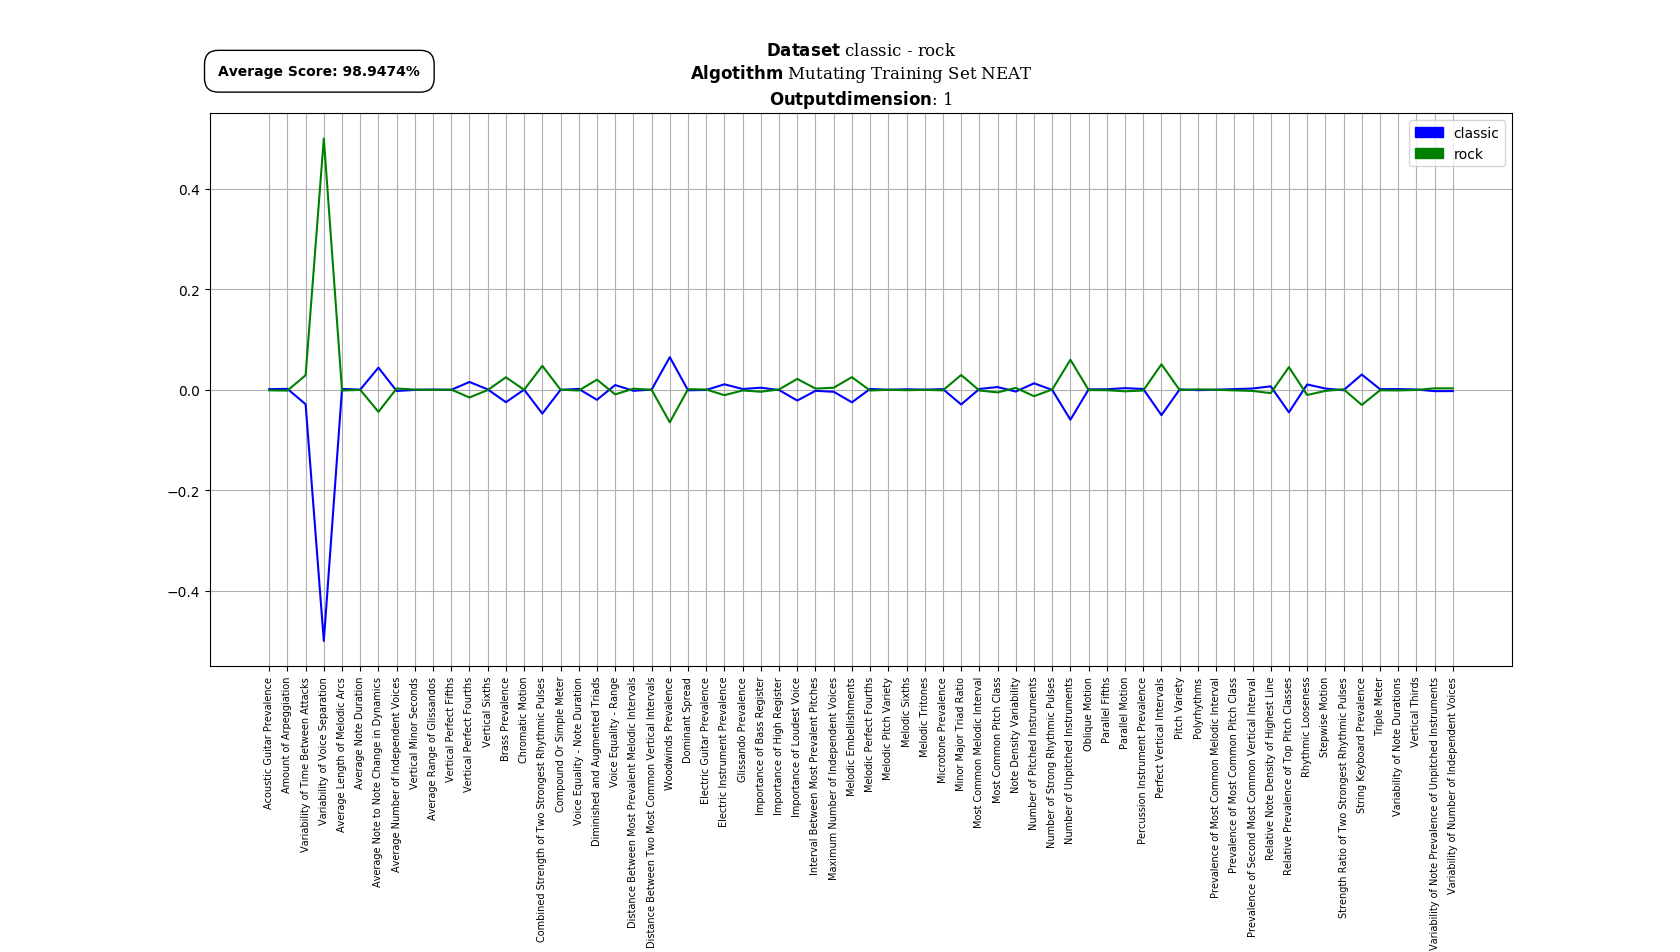 Dataset classic - rock
Average Score: 98.9474%
Algotithm Mutating Training Set NEAT
Outputdimension: 1
classic
rock
0.4
0.2
0.0
−0.2
−0.4
Acoustic Guitar Prevalence
Amount of Arpeggiation
Variability of Time Between Attacks
Variability of Voice Separation
Average Length of Melodic Arcs
Average Note Duration
Average Note to Note Change in Dynamics
Average Number of Independent Voices
Vertical Minor Seconds
Average Range of Glissandos
Vertical Perfect Fifths
Vertical Perfect Fourths
Vertical Sixths
Brass Prevalence
Chromatic Motion
Combined Strength of Two Strongest Rhythmic Pulses
Compound Or Simple Meter
Voice Equality - Note Duration
Diminished and Augmented Triads
Voice Equality - Range
Distance Between Most Prevalent Melodic Intervals
Distance Between Two Most Common Vertical Intervals
Woodwinds Prevalence
Dominant Spread
Electric Guitar Prevalence
Electric Instrument Prevalence
Glissando Prevalence
Importance of Bass Register
Importance of High Register
Importance of Loudest Voice
Interval Between Most Prevalent Pitches
Maximum Number of Independent Voices
Melodic Embellishments
Melodic Perfect Fourths
Melodic Pitch Variety
Melodic Sixths
Melodic Tritones
Microtone Prevalence
Minor Major Triad Ratio
Most Common Melodic Interval
Most Common Pitch Class
Note Density Variability
Number of Pitched Instruments
Number of Strong Rhythmic Pulses
Number of Unpitched Instruments
Oblique Motion
Parallel Fifths
Parallel Motion
Percussion Instrument Prevalence
Perfect Vertical Intervals
Pitch Variety
Polyrhythms
Prevalence of Most Common Melodic Interval
Prevalence of Most Common Pitch Class
Prevalence of Second Most Common Vertical Interval
Relative Note Density of Highest Line
Relative Prevalence of Top Pitch Classes
Rhythmic Looseness
Stepwise Motion
Strength Ratio of Two Strongest Rhythmic Pulses
String Keyboard Prevalence
Triple Meter
Variability of Note Durations
Vertical Thirds
Variability of Note Prevalence of Unpitched Instruments
Variability of Number of Independent Voices